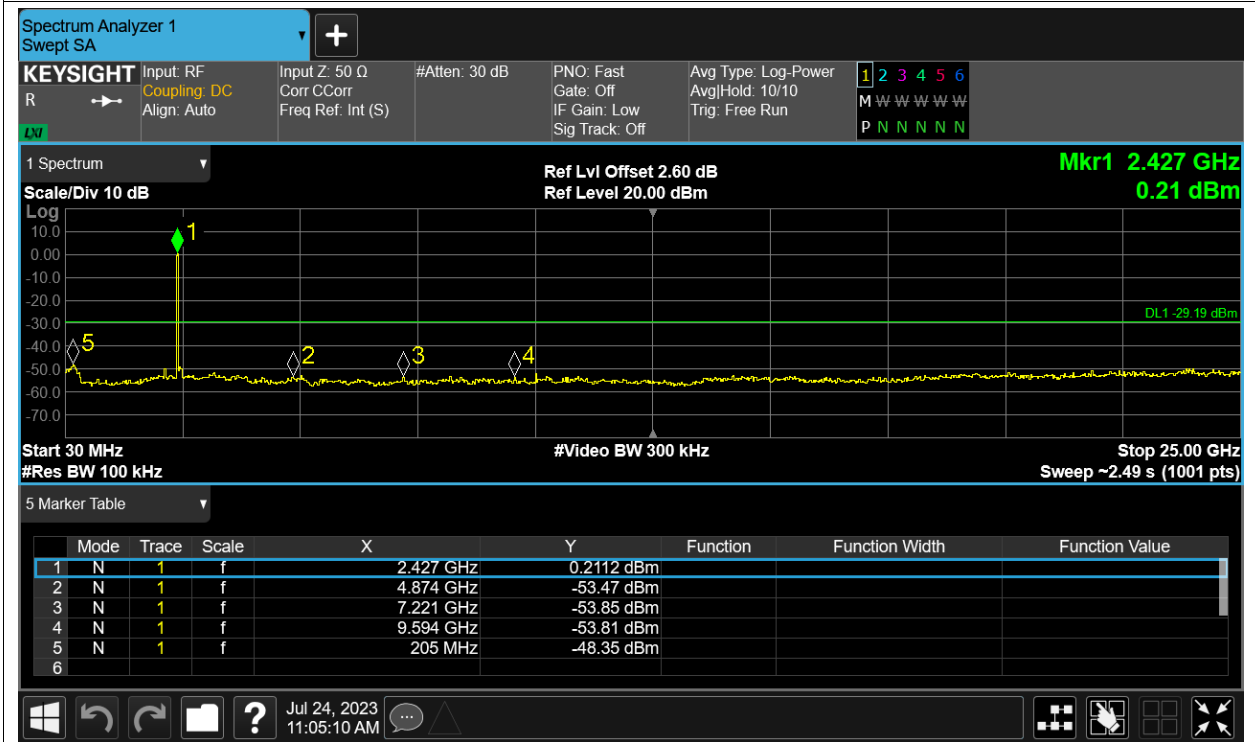 Spectrum Analyzer 1
Swept SA
+
KEYSIGHT Input: RF Input Z: 50 Ω #Atten: 30 dB PNO: Fast Avg Type: Log-Power 1 2 3 4 5 6
R Coupling: DC Corr CCorr Gate: Off Avg|Hold: 10/10 M W W W W W
Align: Auto Freq Ref: Int (S) IF Gain: Low Trig: Free Run
LXI Sig Track: Off P N N N N N
1 Spectrum Ref Lvl Offset 2.60 dB Mkr1 2.427 GHz
Scale/Div 10 dB Ref Level 20.00 dBm 0.21 dBm
Log
10.0 1
0.00
-10.0
-20.0
-30.0 DL1 -29.19 dBm
-40.0 5 2 3 4
-50.0
-60.0
-70.0
Start 30 MHz #Video BW 300 kHz Stop 25.00 GHz
#Res BW 100 kHz Sweep ~2.49 s (1001 pts)
5 Marker Table
Mode Trace Scale X Y Function Function Width Function Value
1 N 1 f 2.427 GHz 0.2112 dBm
2 N 1 f 4.874 GHz -53.47 dBm
3 N 1 f 7.221 GHz -53.85 dBm
4 N 1 f 9.594 GHz -53.81 dBm
5 N 1 f 205 MHz -48.35 dBm
6
? Jul 24, 2023
11:05:10 AM